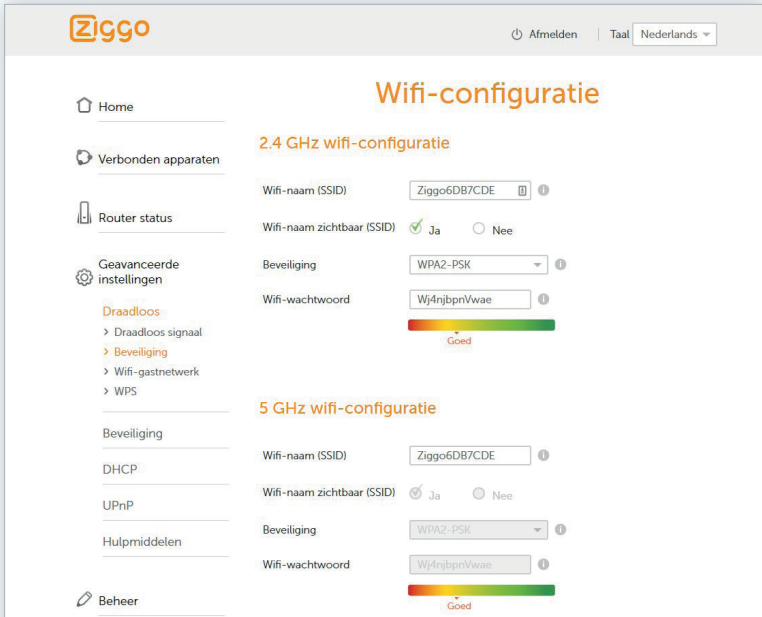 Ziggo
Afmelden
Taal
Nederlands
Wifi-configuratie
Home
Verbonden apparaten
Router status
Geavanceerde
instellingen
Draadloos
> Draadloos signaal
> Beveiliging
> Wifi-gastnetwerk
> WPS
Beveiliging
DHCP
UPnP
Hulpmiddelen
Beheer
2.4 GHz wifi-configuratie
Wifi-naam (SSID) Ziggo6DB7CDE
Wifi-naam zichtbaar (SSID) Ja Nee
Beveiliging WPA2-PSK
Wifi-wachtwoord Wj4njbpnVwae
Goed
5 GHz wifi-configuratie
Wifi-naam (SSID) Ziggo6DB7CDE
Wifi-naam zichtbaar (SSID) Ja Nee
Beveiliging WPA2-PSK
Wifi-wachtwoord Wj4njbpnVwae
Goed